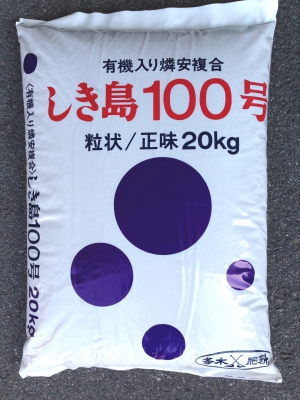 有機入り燐安複合
しき島100号
粒状/正味20kg
〈有機入り燐安複合〉しき島100号 20kg
多木 肥料